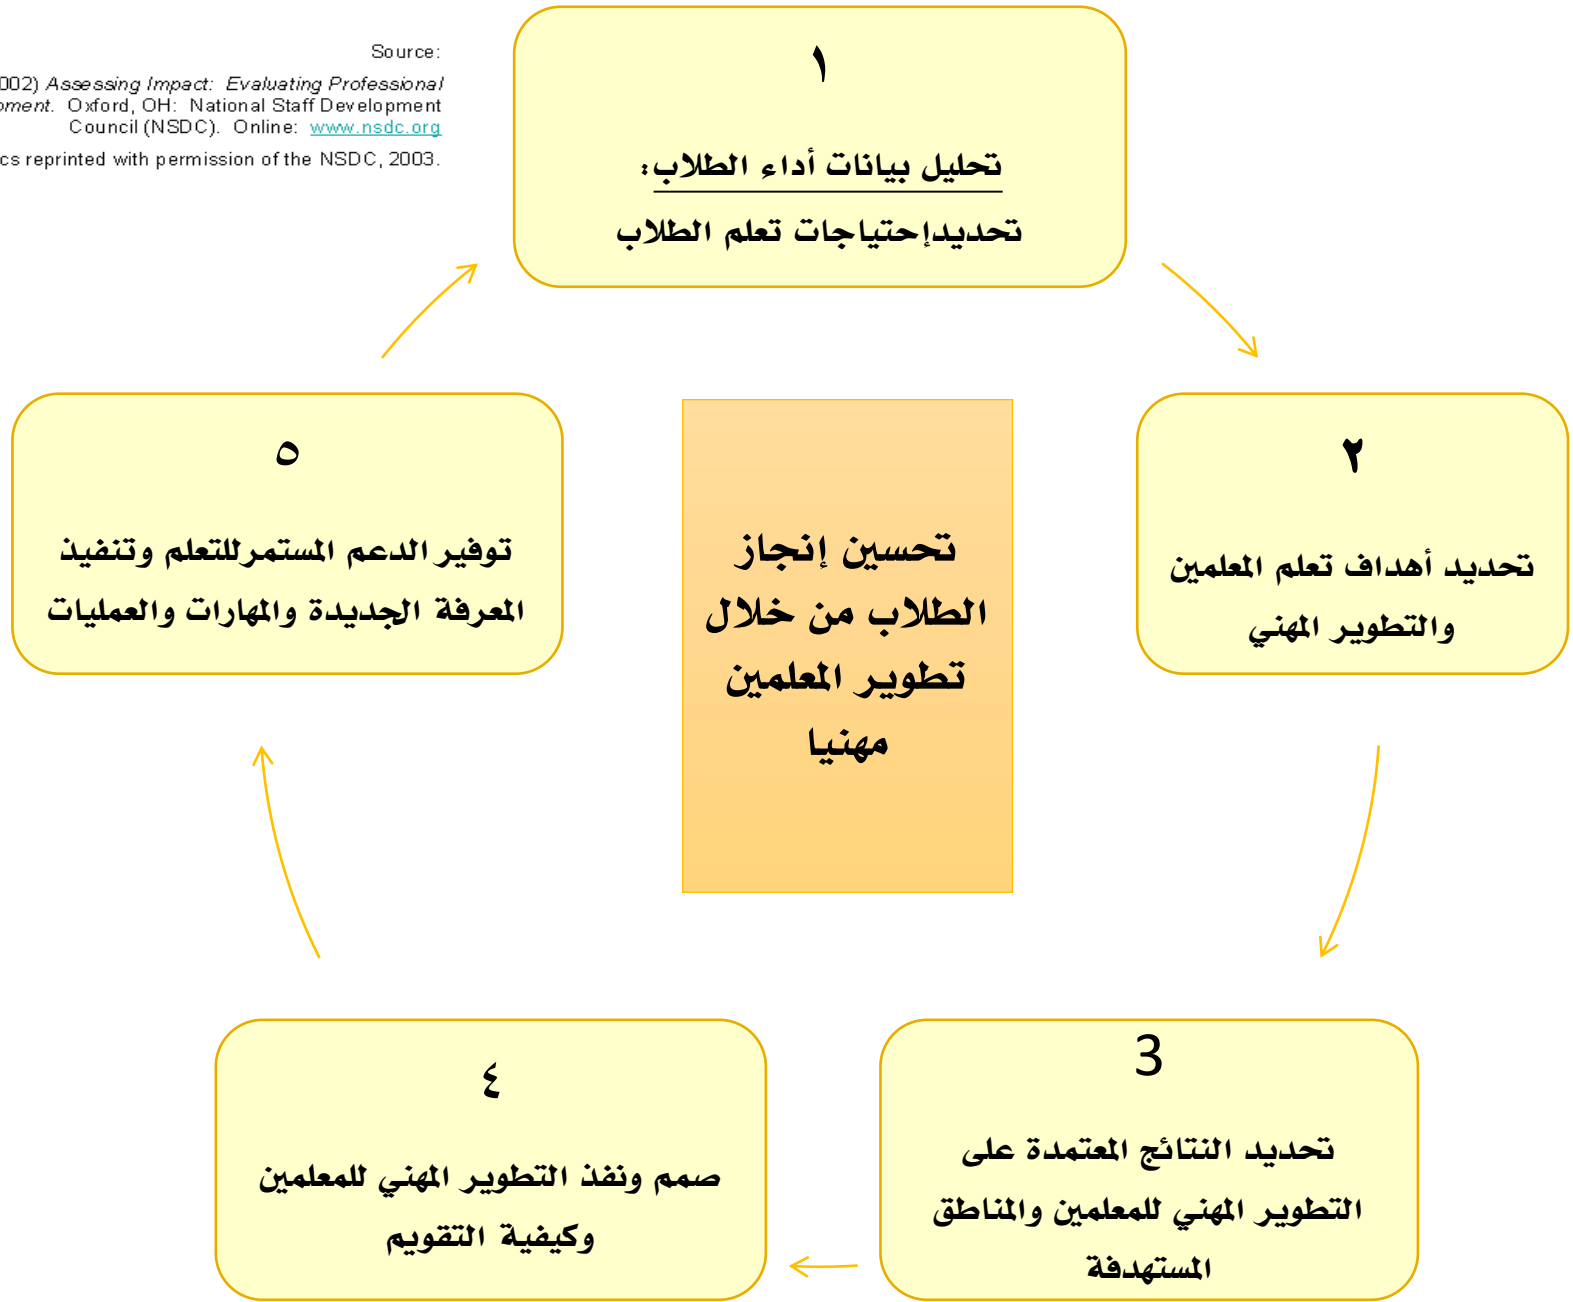 Source:
002) Assessing Impact: Evaluating Professional
oment. Oxford, OH: National Staff Development
Council (NSDC). Online: www.nsdc.org
cs reprinted with permission of the NSDC, 2003.
١
تحليل بيانات أداء الطلاب:
تحديدإحتياجات تعلم الطلاب
٢
تحديد أهداف تعلم المعلمين
والتطوير المهني
3
تحديد النتائج المعتمدة على
التطوير المهني للمعلمين والمناطق
المستهدفة
٤
صمم ونفذ التطوير المهني للمعلمين
وكيفية التقويم
٥
توفير الدعم المستمرللتعلم وتنفيذ
المعرفة الجديدة والمهارات والعمليات
تحسين إنجاز
الطلاب من خلال
تطوير المعلمين
مهنيا